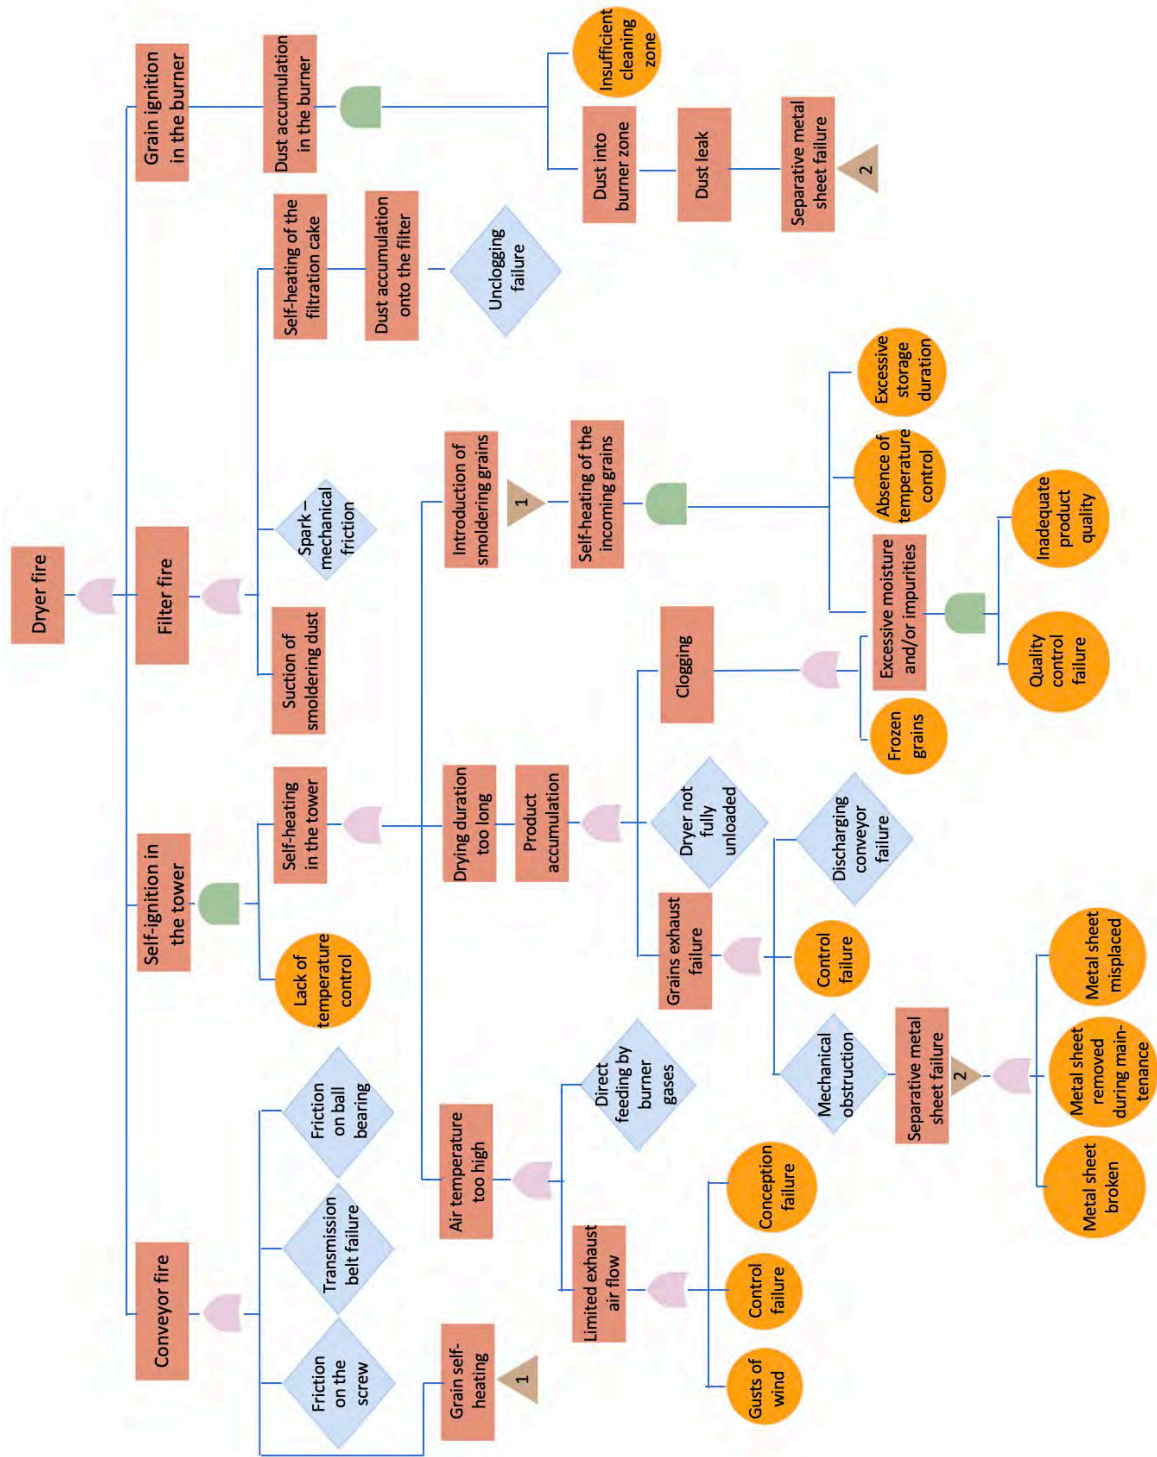 Dryer fire
Conveyor fire
Self-ignition in
the tower
Filter fire
Grain ignition
in the burner
Friction
on the
screw
Transmission
belt failure
Friction
on ball
bearing
Lack of
temperature
control
Self-heating
in the tower
Suction of
smoldering dust
Spark –
mechanical
friction
Self-heating of the
filtration cake
Dust accumulation
in the burner
Dust accumulation
onto the filter
Unclogging
failure
Grain self-
heating
1
Air temperature
too high
Drying duration
too long
Product
accumulation
Introduction of
smoldering grains
1
Self-heating of the
incoming grains
Dust into
burner zone
Insufficient
cleaning
zone
Dust leak
Separative metal
sheet failure
2
Limited exhaust
air flow
Direct
feeding by
burner
gases
Grains exhaust
failure
Dryer not
fully
unloaded
Clogging
Gusts of
wind
Control
failure
Conception
failure
Mechanical
obstruction
Control
failure
Discharging
conveyor
failure
Frozen
grains
Excessive moisture
and/or impurities
Absence of
temperature
control
Excessive
storage
duration
Separative metal
sheet failure
2
Quality
control
failure
Inadequate
product
quality
Metal sheet
broken
Metal sheet
removed
during main-
tenance
Metal sheet
misplaced